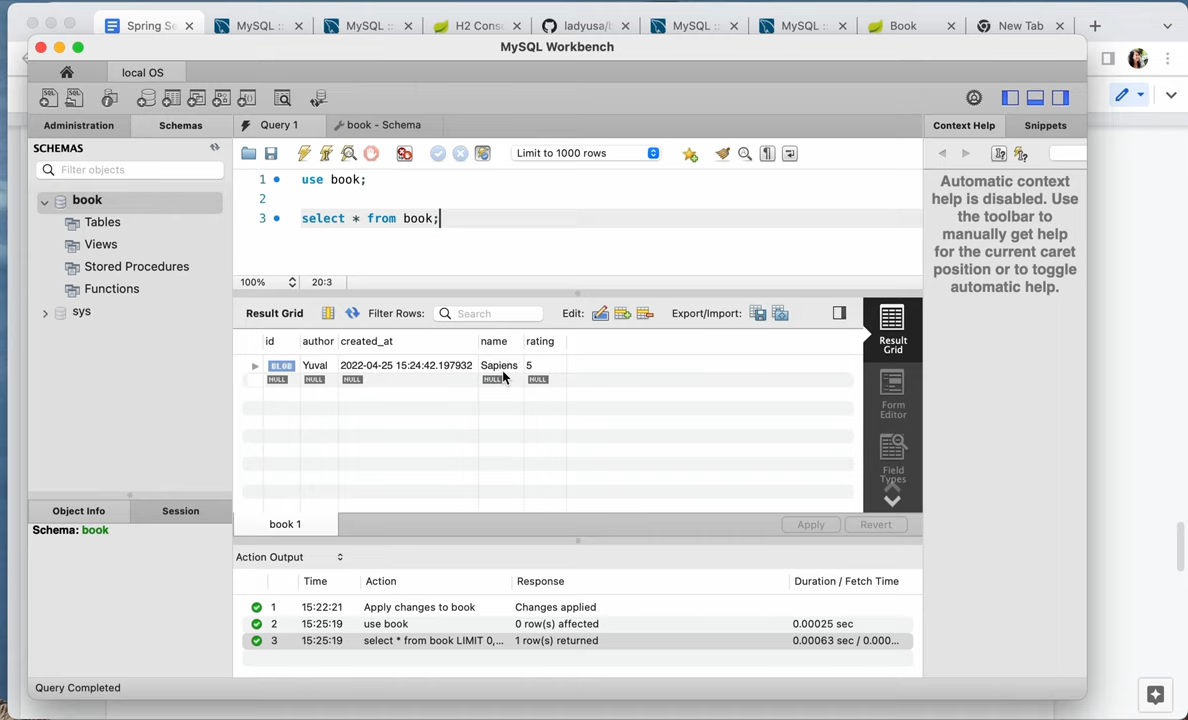 Spring Se
MySQL ::
MySQL ::
H2 Cons
ladyusa/b
MySQL ::
MySQL ::
Book
New Tab
MySQL Workbench
local OS
Administration
Schemas
Query 1
book - Schema
Context Help
Snippets
SCHEMAS
Filter objects
Limit to 1000 rows
book
Tables
Views
Stored Procedures
Functions
sys
1 use book;
2
3 select * from book;
Automatic context
help is disabled. Use
the toolbar to
manually get help
for the current caret
position or to toggle
automatic help.
100% 20:3
Result Grid Filter Rows: Search Edit: Export/Import:
id author created_at name rating
BLOB Yuval 2022-04-25 15:24:42.197932 Sapiens 5
NULL NULL NULL NULL NULL
Result
Grid
Form
Editor
Field
Types
Object Info
Session
Schema: book
book 1
Apply Revert
Action Output
Time Action Response Duration / Fetch Time
1 15:22:21 Apply changes to book Changes applied
2 15:25:19 use book 0 row(s) affected 0.00025 sec
3 15:25:19 select * from book LIMIT 0,... 1 row(s) returned 0.00063 sec / 0.000...
Query Completed